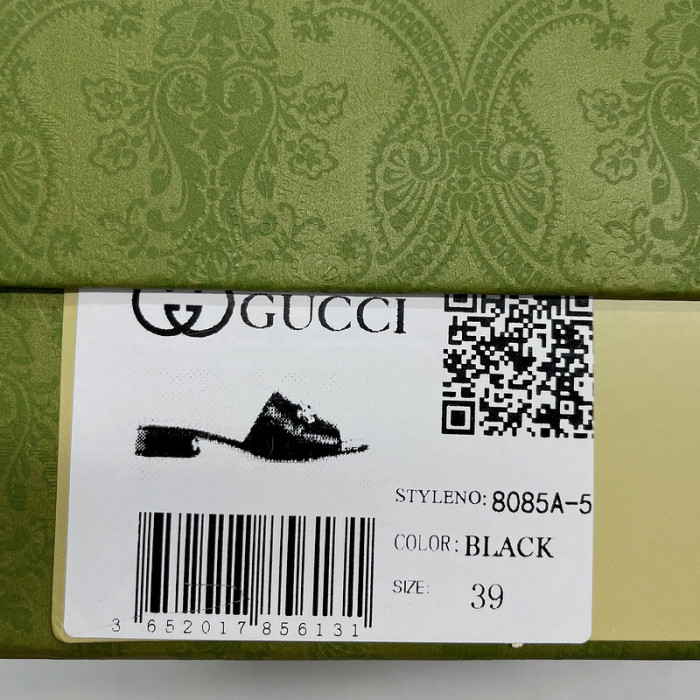 GUCCI
STYLENO: 8085A-5
COLOR: BLACK
SIZE: 39
3 652017 856131